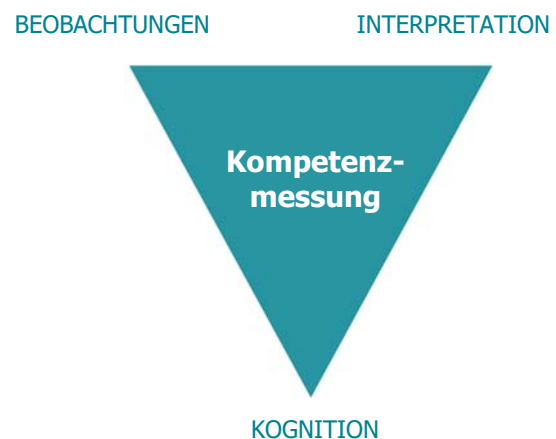 BEOBACHTUNGEN INTERPRETATION
Kompetenz-
messung
KOGNITION